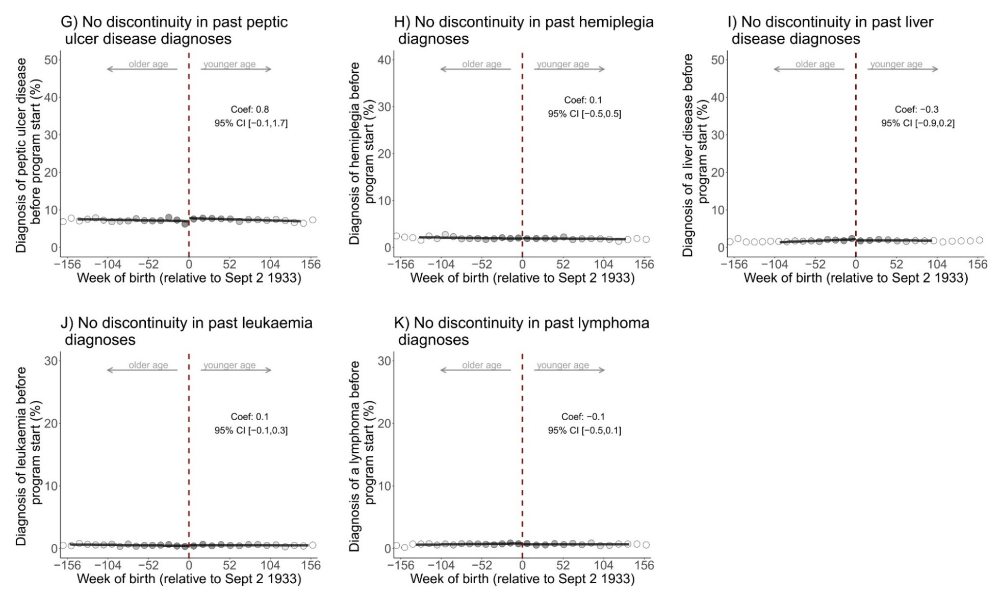 G) No discontinuity in past peptic
ulcer disease diagnoses
Diagnosis of peptic ulcer disease
before program start (%)
50
40
30
20
10
0
older age
younger age
Coef: 0.8
95% CI [−0.1,1.7]
−156
−104
−52
0
52
104
156
Week of birth (relative to Sept 2 1933)
H) No discontinuity in past hemiplegia
diagnoses
Diagnosis of hemiplegia before
program start (%)
40
30
20
10
0
older age
younger age
Coef: 0.1
95% CI [−0.5,0.5]
−156
−104
−52
0
52
104
156
Week of birth (relative to Sept 2 1933)
I) No discontinuity in past liver
disease diagnoses
Diagnosis of a liver disease before
program start (%)
50
40
30
20
10
0
older age
younger age
Coef: −0.3
95% CI [−0.9,0.2]
−156
−104
−52
0
52
104
156
Week of birth (relative to Sept 2 1933)
J) No discontinuity in past leukaemia
diagnoses
Diagnosis of leukaemia before
program start (%)
30
20
10
0
older age
younger age
Coef: 0.1
95% CI [−0.1,0.3]
−156
−104
−52
0
52
104
156
Week of birth (relative to Sept 2 1933)
K) No discontinuity in past lymphoma
diagnoses
Diagnosis of a lymphoma before
program start (%)
30
20
10
0
older age
younger age
Coef: −0.1
95% CI [−0.5,0.1]
−156
−104
−52
0
52
104
156
Week of birth (relative to Sept 2 1933)